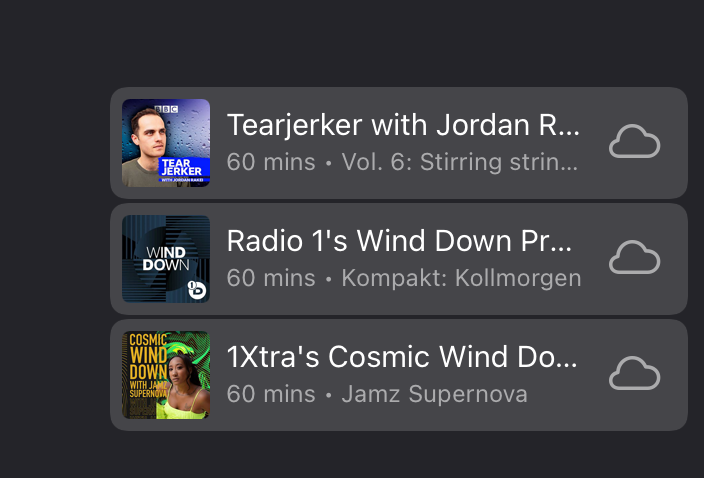 BBC
TEAR
JERKER
WITH JORDAN RAKEI
Tearjerker with Jordan R...
60 mins • Vol. 6: Stirring strin...
WIND
DOWN
Radio 1's Wind Down Pr...
60 mins • Kompakt: Kollmorgen
COSMIC
WIND
DOWN
WITH JAMZ
SUPERNOVA
1Xtra's Cosmic Wind Do...
60 mins • Jamz Supernova